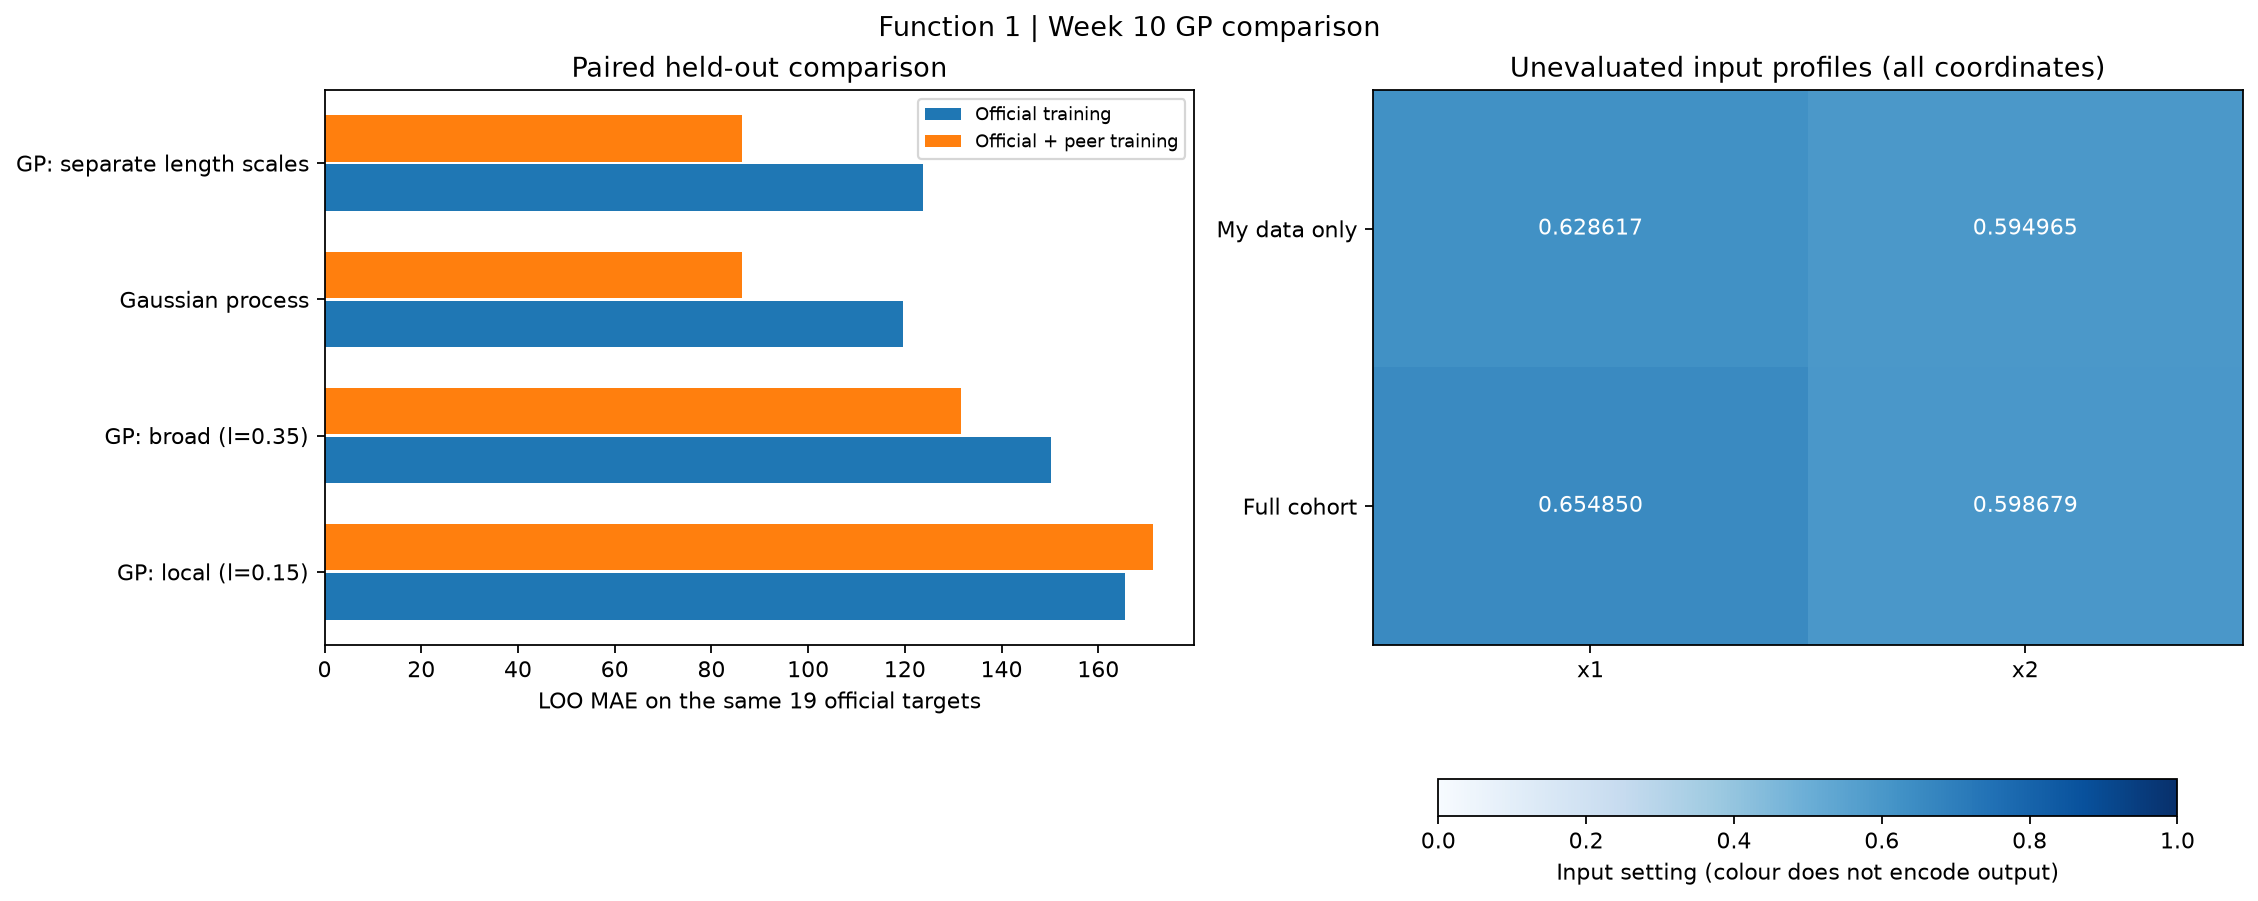 Function 1 | Week 10 GP comparison
Paired held-out comparison
Official training
Official + peer training
GP: separate length scales
Gaussian process
GP: broad (l=0.35)
GP: local (l=0.15)
0 20 40 60 80 100 120 140 160
LOO MAE on the same 19 official targets
Unevaluated input profiles (all coordinates)
My data only
0.628617 0.594965
Full cohort
0.654850 0.598679
x1 x2
0.0 0.2 0.4 0.6 0.8 1.0
Input setting (colour does not encode output)